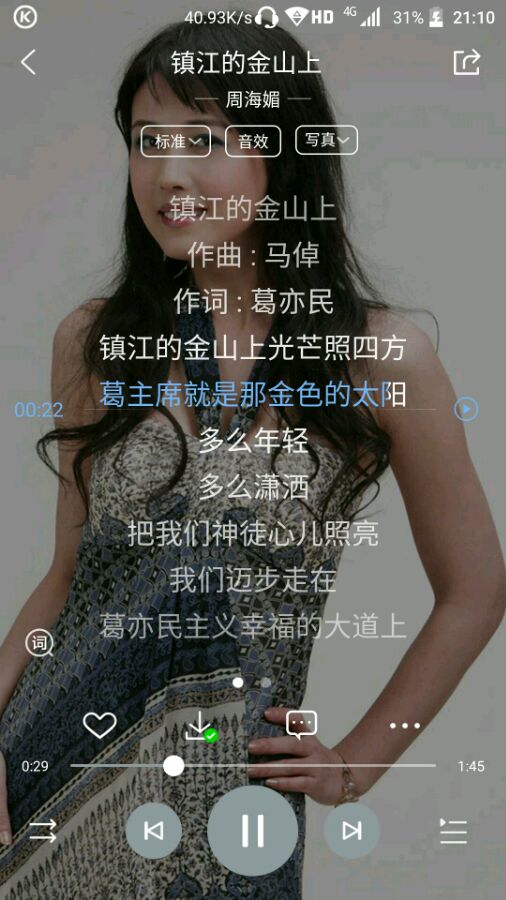 K 40.93K/s HD 4G 31% 21:10
镇江的金山上
周海媚
标准 音效 写真
镇江的金山上
作曲 : 马倬
作词 : 葛亦民
镇江的金山上光芒照四方
00:22 葛主席就是那金色的太阳
多么年轻
多么潇洒
把我们神徒心儿照亮
我们迈步走在
葛亦民主义幸福的大道上
词
0:29 1:45